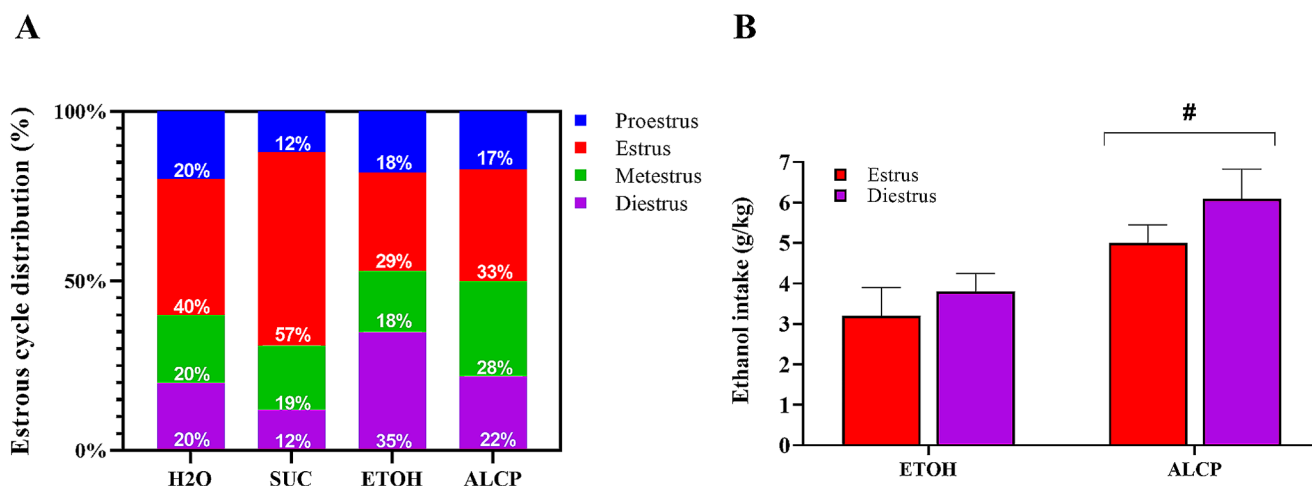 A
Estrous cycle distribution (%)
100%
50%
0%
20%
40%
20%
20%
12%
57%
19%
12%
18%
29%
18%
35%
17%
33%
28%
22%
H2O
SUC
ETOH
ALCP
Proestrus
Estrus
Metestrus
Diestrus
B
#
Ethanol intake (g/kg)
7
6
5
4
3
2
1
0
Estrus
Diestrus
ETOH
ALCP